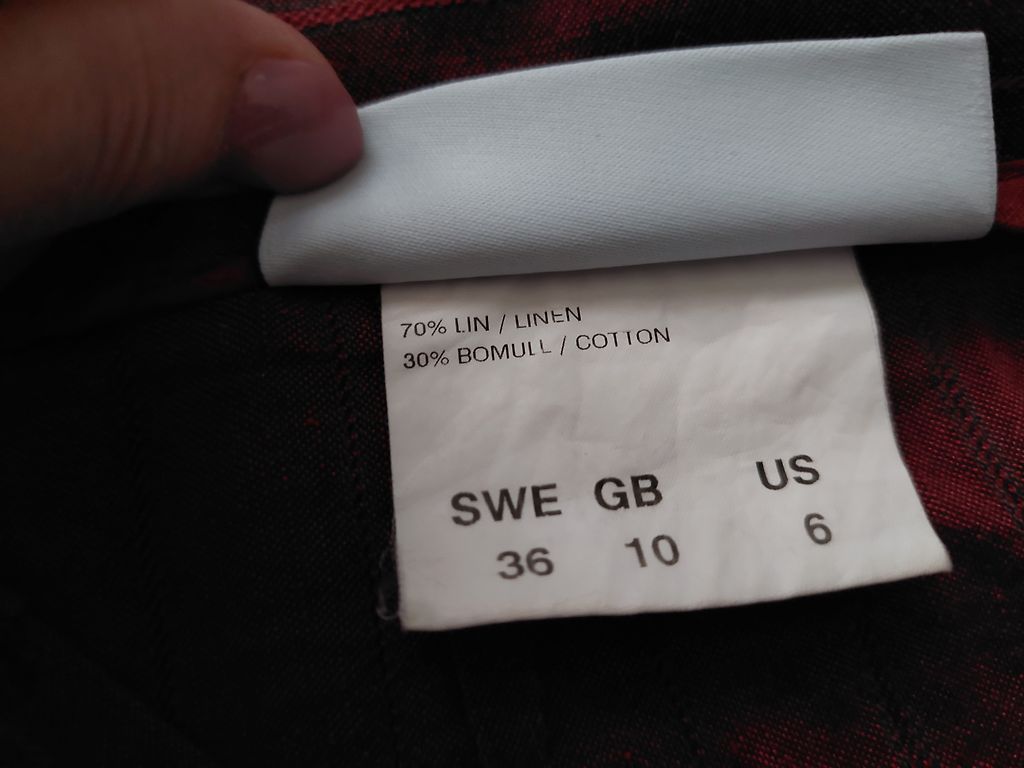 70% LIN / LINEN
30% BOMULL / COTTON
SWE GB US
36 10 6